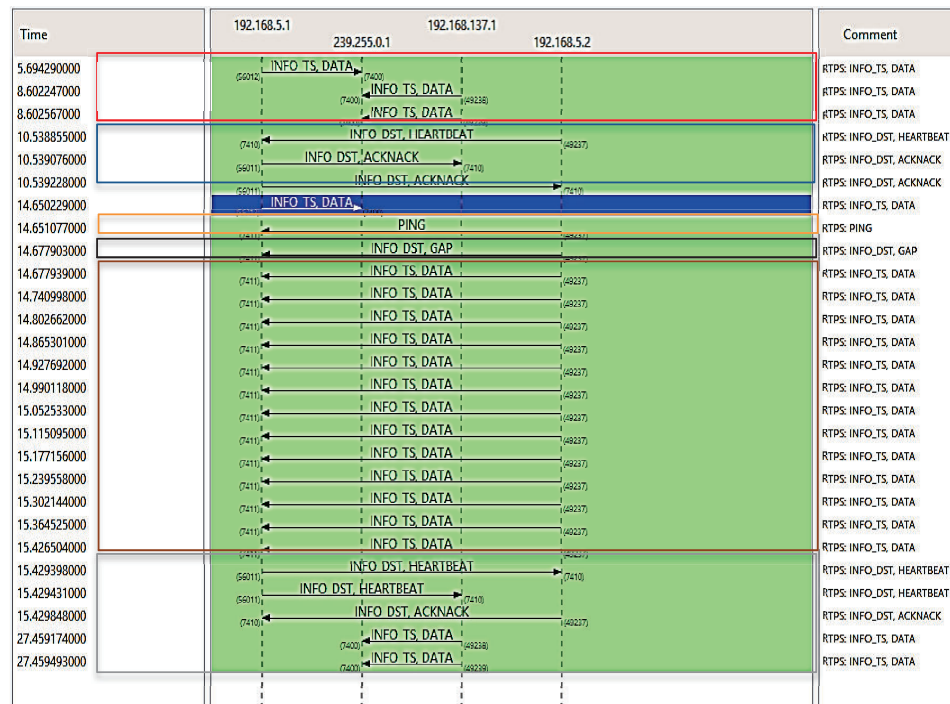 Time 192.168.5.1 192.168.137.1 Comment
239.255.0.1 192.168.5.2
5.694290000 INFO TS, DATA RTPS: INFO_TS, DATA
(56012) (7400)
8.602247000 INFO TS, DATA RTPS: INFO_TS, DATA
(7400) (49238)
8.602567000 INFO TS, DATA RTPS: INFO_TS, DATA
10.538855000 INFO DST, HEARTBEAT RTPS: INFO_DST, HEARTBEAT
(7410) (49237)
10.539076000 INFO DST, ACKNACK RTPS: INFO_DST, ACKNACK
(56011) (7410)
10.539228000 INFO DST, ACKNACK RTPS: INFO_DST, ACKNACK
(56011) (7410)
14.650229000 INFO TS, DATA RTPS: INFO_TS, DATA
14.651077000 PING RTPS: PING
(7411) (49237)
14.677903000 INFO DST, GAP RTPS: INFO_DST, GAP
(7411) (49237)
14.677939000 INFO TS, DATA RTPS: INFO_TS, DATA
(7411) (49237)
14.740998000 INFO TS, DATA RTPS: INFO_TS, DATA
(7411) (49237)
14.802662000 INFO TS, DATA RTPS: INFO_TS, DATA
(7411) (49237)
14.865301000 INFO TS, DATA RTPS: INFO_TS, DATA
(7411) (49237)
14.927692000 INFO TS, DATA RTPS: INFO_TS, DATA
(7411) (49237)
14.990118000 INFO TS, DATA RTPS: INFO_TS, DATA
(7411) (49237)
15.052533000 INFO TS, DATA RTPS: INFO_TS, DATA
(7411) (49237)
15.115095000 INFO TS, DATA RTPS: INFO_TS, DATA
(7411) (49237)
15.177156000 INFO TS, DATA RTPS: INFO_TS, DATA
(7411) (49237)
15.239558000 INFO TS, DATA RTPS: INFO_TS, DATA
(7411) (49237)
15.302144000 INFO TS, DATA RTPS: INFO_TS, DATA
(7411) (49237)
15.364525000 INFO TS, DATA RTPS: INFO_TS, DATA
(7411) (49237)
15.426504000 INFO TS, DATA RTPS: INFO_TS, DATA
(7411) (49237)
15.429398000 INFO DST, HEARTBEAT RTPS: INFO_DST, HEARTBEAT
(56011) (7410)
15.429431000 INFO DST, HEARTBEAT RTPS: INFO_DST, HEARTBEAT
(56011) (7410)
15.429848000 INFO DST, ACKNACK RTPS: INFO_DST, ACKNACK
(7410) (49237)
27.459174000 INFO TS, DATA RTPS: INFO_TS, DATA
(7400) (49238)
27.459493000 INFO TS, DATA RTPS: INFO_TS, DATA
(7400) (49239)